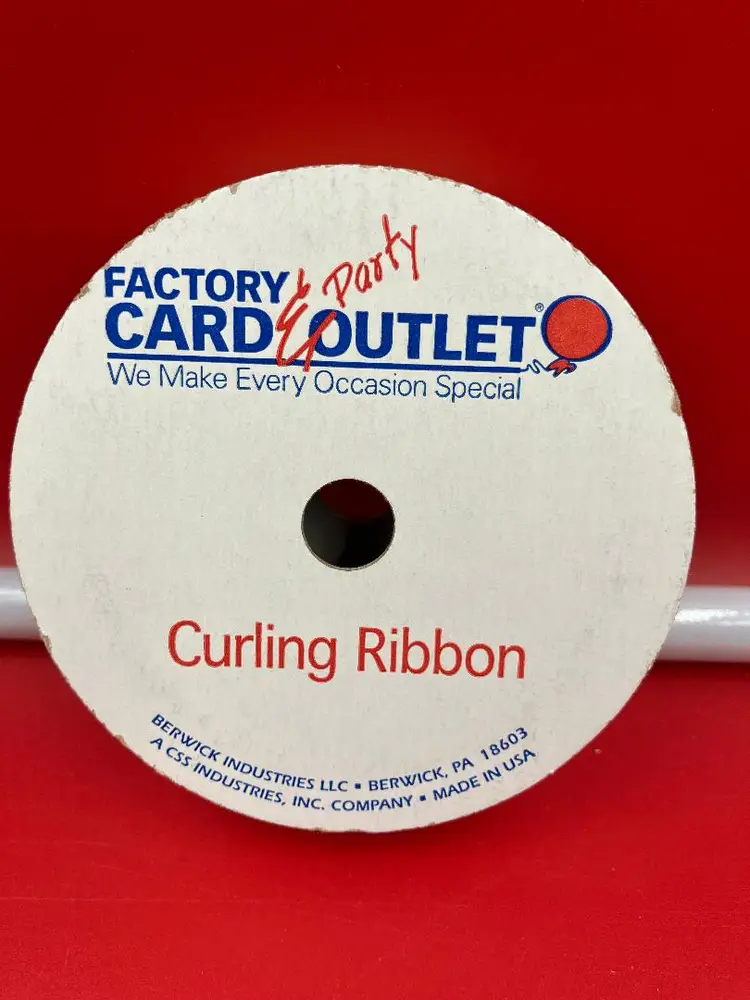 FACTORY & Party
CARD OUTLET®
We Make Every Occasion Special
Curling Ribbon
BERWICK INDUSTRIES LLC ▪ BERWICK, PA 18603
A CSS INDUSTRIES, INC. COMPANY ▪ MADE IN USA